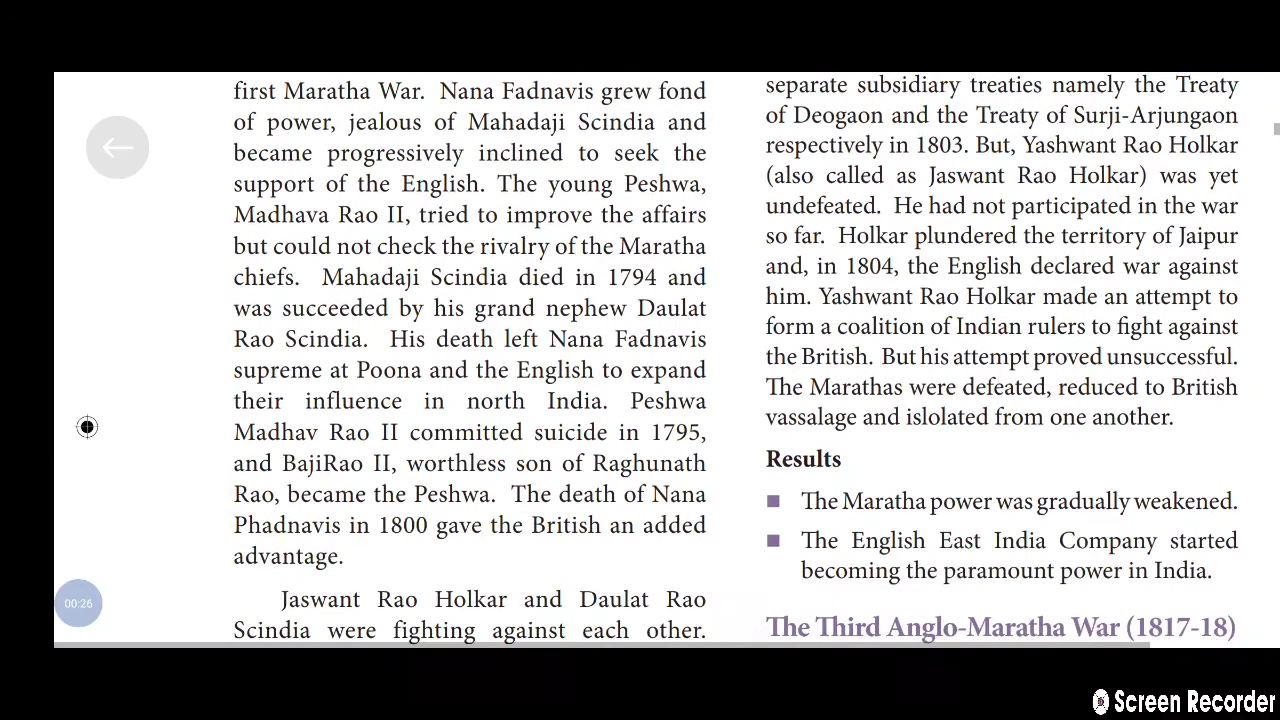 first Maratha War. Nana Fadnavis grew fond
of power, jealous of Mahadaji Scindia and
became progressively inclined to seek the
support of the English. The young Peshwa,
Madhava Rao II, tried to improve the affairs
but could not check the rivalry of the Maratha
chiefs. Mahadaji Scindia died in 1794 and
was succeeded by his grand nephew Daulat
Rao Scindia. His death left Nana Fadnavis
supreme at Poona and the English to expand
their influence in north India. Peshwa
Madhav Rao II committed suicide in 1795,
and BajiRao II, worthless son of Raghunath
Rao, became the Peshwa. The death of Nana
Phadnavis in 1800 gave the British an added
advantage.
Jaswant Rao Holkar and Daulat Rao
Scindia were fighting against each other.
separate subsidiary treaties namely the Treaty
of Deogaon and the Treaty of Surji-Arjungaon
respectively in 1803. But, Yashwant Rao Holkar
(also called as Jaswant Rao Holkar) was yet
undefeated. He had not participated in the war
so far. Holkar plundered the territory of Jaipur
and, in 1804, the English declared war against
him. Yashwant Rao Holkar made an attempt to
form a coalition of Indian rulers to fight against
the British. But his attempt proved unsuccessful.
The Marathas were defeated, reduced to British
vassalage and islolated from one another.
Results
■ The Maratha power was gradually weakened.
■ The English East India Company started
becoming the paramount power in India.
The Third Anglo-Maratha War (1817-18)
00:26
Screen Recorder